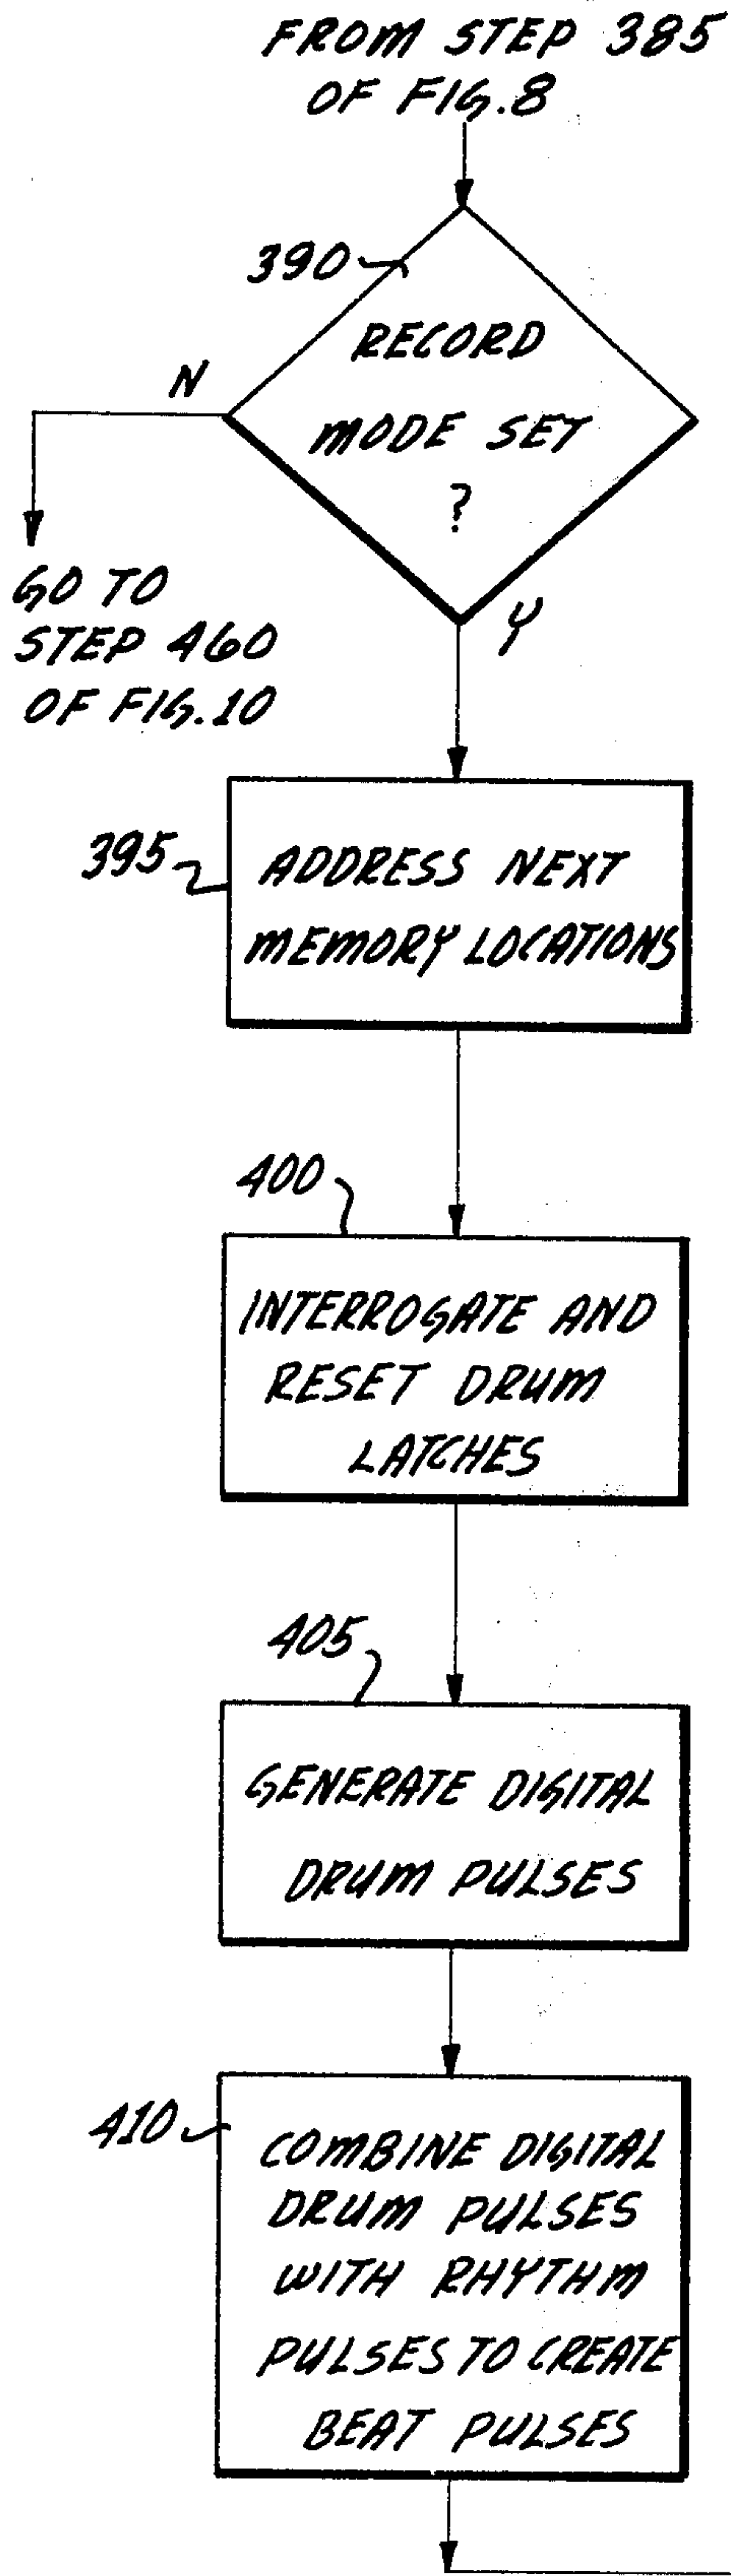 FROM STEP 385
OF FIG.8
390
RECORD
MODE SET
?
N
Y
GO TO
STEP 460
OF FIG.10
395
ADDRESS NEXT
MEMORY LOCATIONS
400
INTERROGATE AND
RESET DRUM
LATCHES
405
GENERATE DIGITAL
DRUM PULSES
410
COMBINE DIGITAL
DRUM PULSES
WITH RHYTHM
PULSES TO CREATE
BEAT PULSES